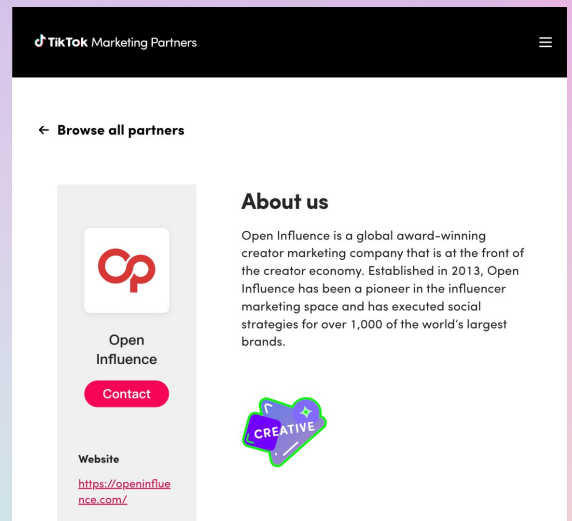 TikTok Marketing Partners
← Browse all partners
Open
Influence
Contact
Website
https://openinflue
nce.com/
About us
Open Influence is a global award-winning
creator marketing company that is at the front of
the creator economy. Established in 2013, Open
Influence has been a pioneer in the influencer
marketing space and has executed social
strategies for over 1,000 of the world's largest
brands.
CREATIVE